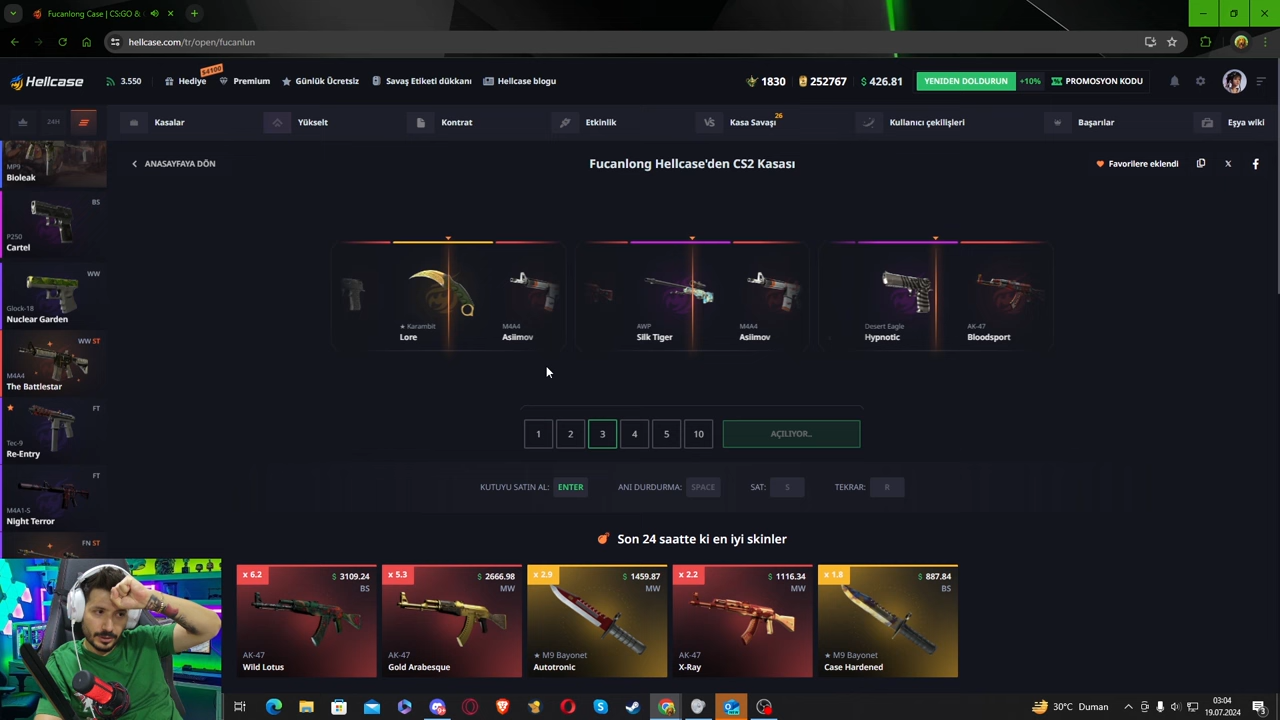 Fucanlong Case | CS:GO &
hellcase.com/tr/open/fucanlun
Hellcase
3.550
Hediye
$4100
Premium
Günlük Ücretsiz
Savaş Etiketi dükkanı
Hellcase blogu
1830
252767
$ 426.81
YENİDEN DOLDURUN
+10%
PROMOSYON KODU
24H
Kasalar
Yükselt
Kontrat
Etkinlik
Kasa Savaşı
26
Kullanıcı çekilişleri
Başarılar
Eşya wiki
ANASAYFAYA DÖN
Fucanlong Hellcase'den CS2 Kasası
Favorilere eklendi
MP9
Bioleak
BS
P250
Cartel
WW
Glock-18
Nuclear Garden
WW ST
M4A4
The Battlestar
FT
Tec-9
Re-Entry
FT
M4A1-S
Night Terror
FN ST
★ Karambit
Lore
M4A4
Asiimov
AWP
Silk Tiger
M4A4
Asiimov
Desert Eagle
Hypnotic
AK-47
Bloodsport
1
2
3
4
5
10
AÇILIYOR..
KUTUYU SATIN AL: ENTER
ANI DURDURMA: SPACE
SAT: S
TEKRAR: R
Son 24 saatte ki en iyi skinler
x 6.2
$ 3109.24
BS
AK-47
Wild Lotus
x 5.3
$ 2666.98
MW
AK-47
Gold Arabesque
x 2.9
$ 1459.87
MW
★ M9 Bayonet
Autotronic
x 2.2
$ 1116.34
MW
AK-47
X-Ray
x 1.8
$ 887.84
BS
★ M9 Bayonet
Case Hardened
30°C Duman
03:04
19.07.2024